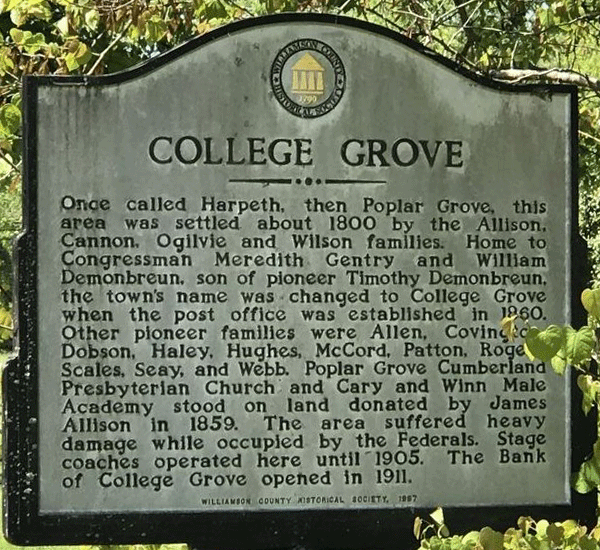 WILLIAMSON COUNTY
1799
HISTORICAL SOCIETY
COLLEGE GROVE
Once called Harpeth, then Poplar Grove, this
area was settled about 1800 by the Allison,
Cannon, Ogilvie and Wilson families. Home to
Congressman Meredith Gentry and William
Demonbreun, son of pioneer Timothy Demonbreun,
the town's name was changed to College Grove
when the post office was established in 1860.
Other pioneer families were Allen,
Dobson, Haley, Hughes, McCord, Patton,
Scales, Seay, and Webb. Poplar Grove Cumberland
Presbyterian Church and Cary and Winn Male
Academy stood on land donated by James
Allison in 1859. The area suffered heavy
damage while occupied by the Federals. Stage
coaches operated here until 1905. The Bank
of College Grove opened in 1911.
WILLIAMSON COUNTY HISTORICAL SOCIETY,